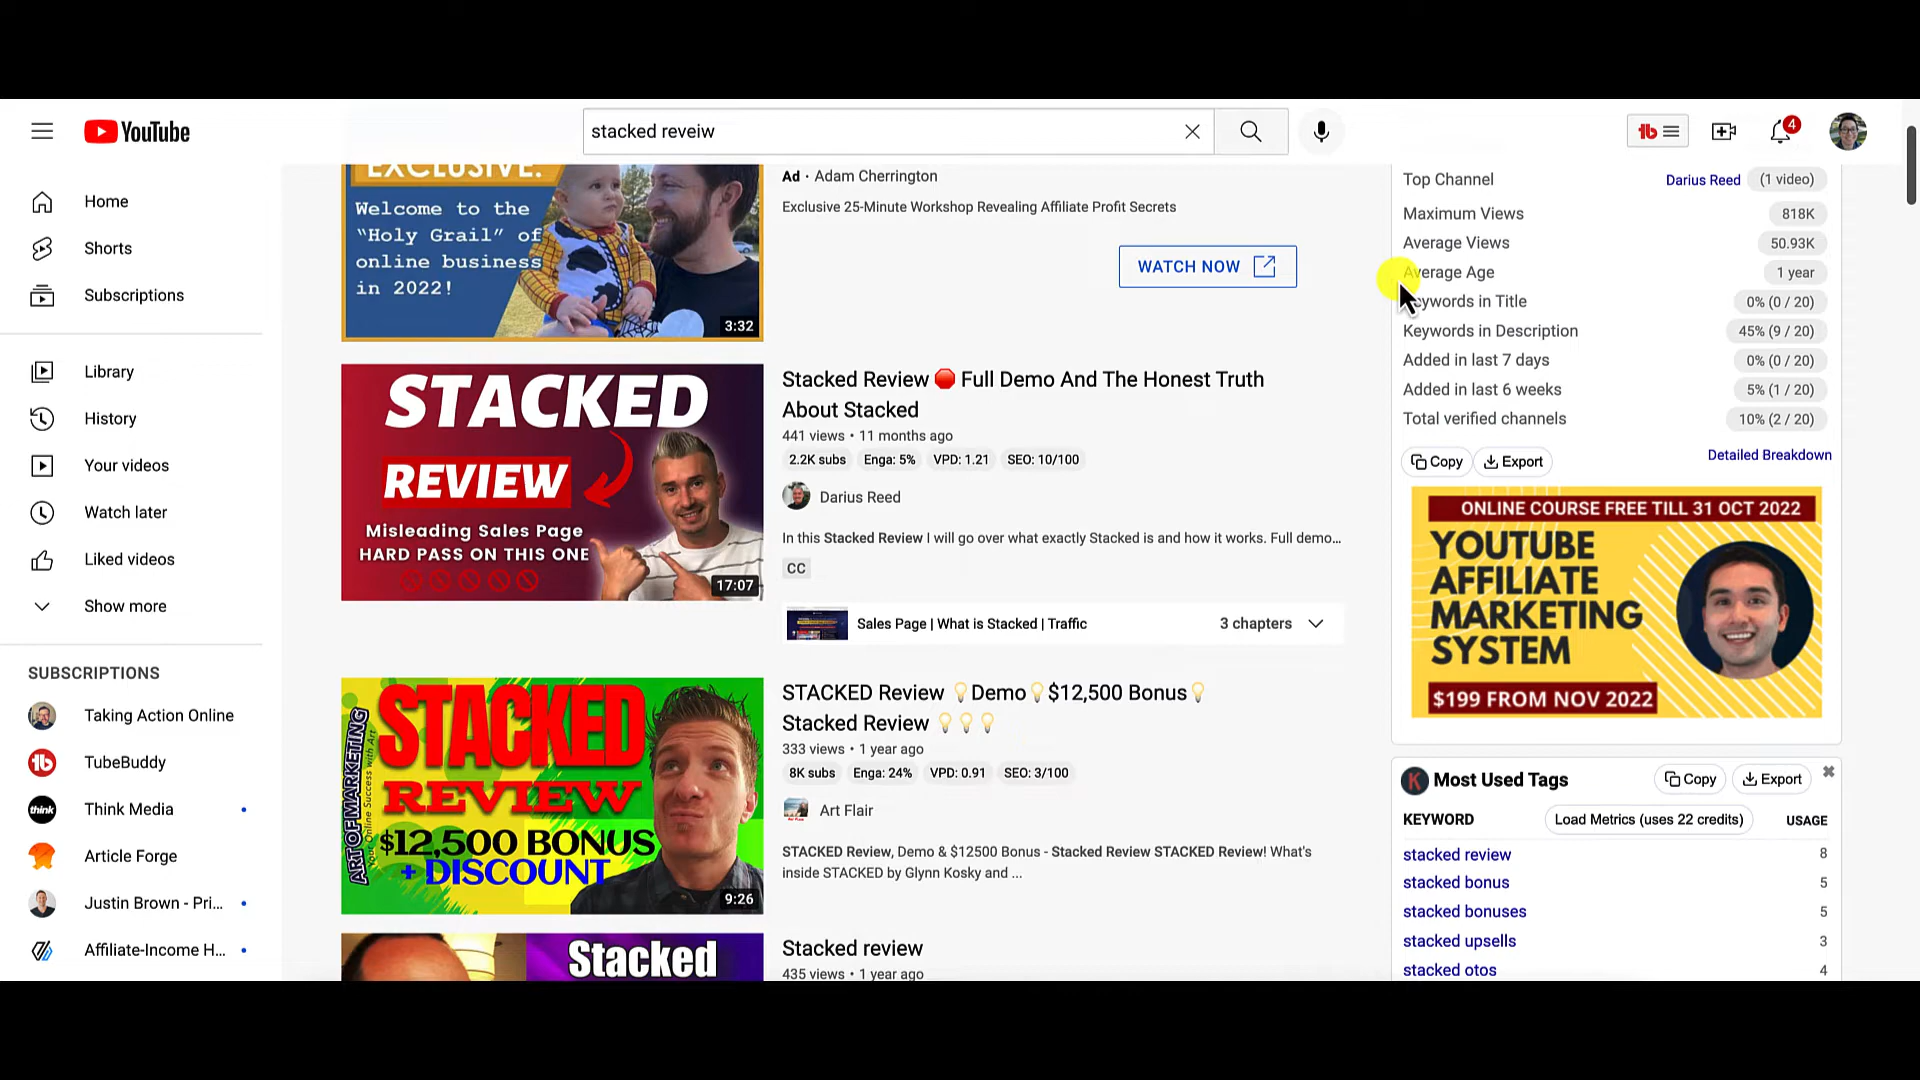 YouTube
stacked reveiw
4
Home
Shorts
Subscriptions
Library
History
Your videos
Watch later
Liked videos
Show more
SUBSCRIPTIONS
Taking Action Online
TubeBuddy
think
Think Media
Article Forge
Justin Brown - Pri...
Affiliate-Income H...
EXCLUSIVE:
Welcome to the
"Holy Grail" of
online business
in 2022!
3:32
Ad · Adam Cherrington
Exclusive 25-Minute Workshop Revealing Affiliate Profit Secrets
WATCH NOW
STACKED
REVIEW
Misleading Sales Page
HARD PASS ON THIS ONE
17:07
Stacked Review 🛑 Full Demo And The Honest Truth
About Stacked
441 views • 11 months ago
2.2K subs Enga: 5% VPD: 1.21 SEO: 10/100
Darius Reed
In this Stacked Review I will go over what exactly Stacked is and how it works. Full demo...
CC
Sales Page | What is Stacked | Traffic 3 chapters
ART OF MARKETING
Your Online Success with Art
STACKED
REVIEW
$12,500 BONUS
+ DISCOUNT
9:26
STACKED Review 💡Demo💡$12,500 Bonus💡
Stacked Review 💡💡💡
333 views • 1 year ago
8K subs Enga: 24% VPD: 0.91 SEO: 3/100
Art Flair
STACKED Review, Demo & $12500 Bonus - Stacked Review STACKED Review! What's
inside STACKED by Glynn Kosky and ...
Stacked
Stacked review
435 views • 1 year ago
Top Channel Darius Reed (1 video)
Maximum Views 818K
Average Views 50.93K
Average Age 1 year
eywords in Title 0% (0 / 20)
Keywords in Description 45% (9 / 20)
Added in last 7 days 0% (0 / 20)
Added in last 6 weeks 5% (1 / 20)
Total verified channels 10% (2 / 20)
Copy Export Detailed Breakdown
ONLINE COURSE FREE TILL 31 OCT 2022
YOUTUBE
AFFILIATE
MARKETING
SYSTEM
$199 FROM NOV 2022
K Most Used Tags Copy Export
KEYWORD Load Metrics (uses 22 credits) USAGE
stacked review 8
stacked bonus 5
stacked bonuses 5
stacked upsells 3
stacked otos 4